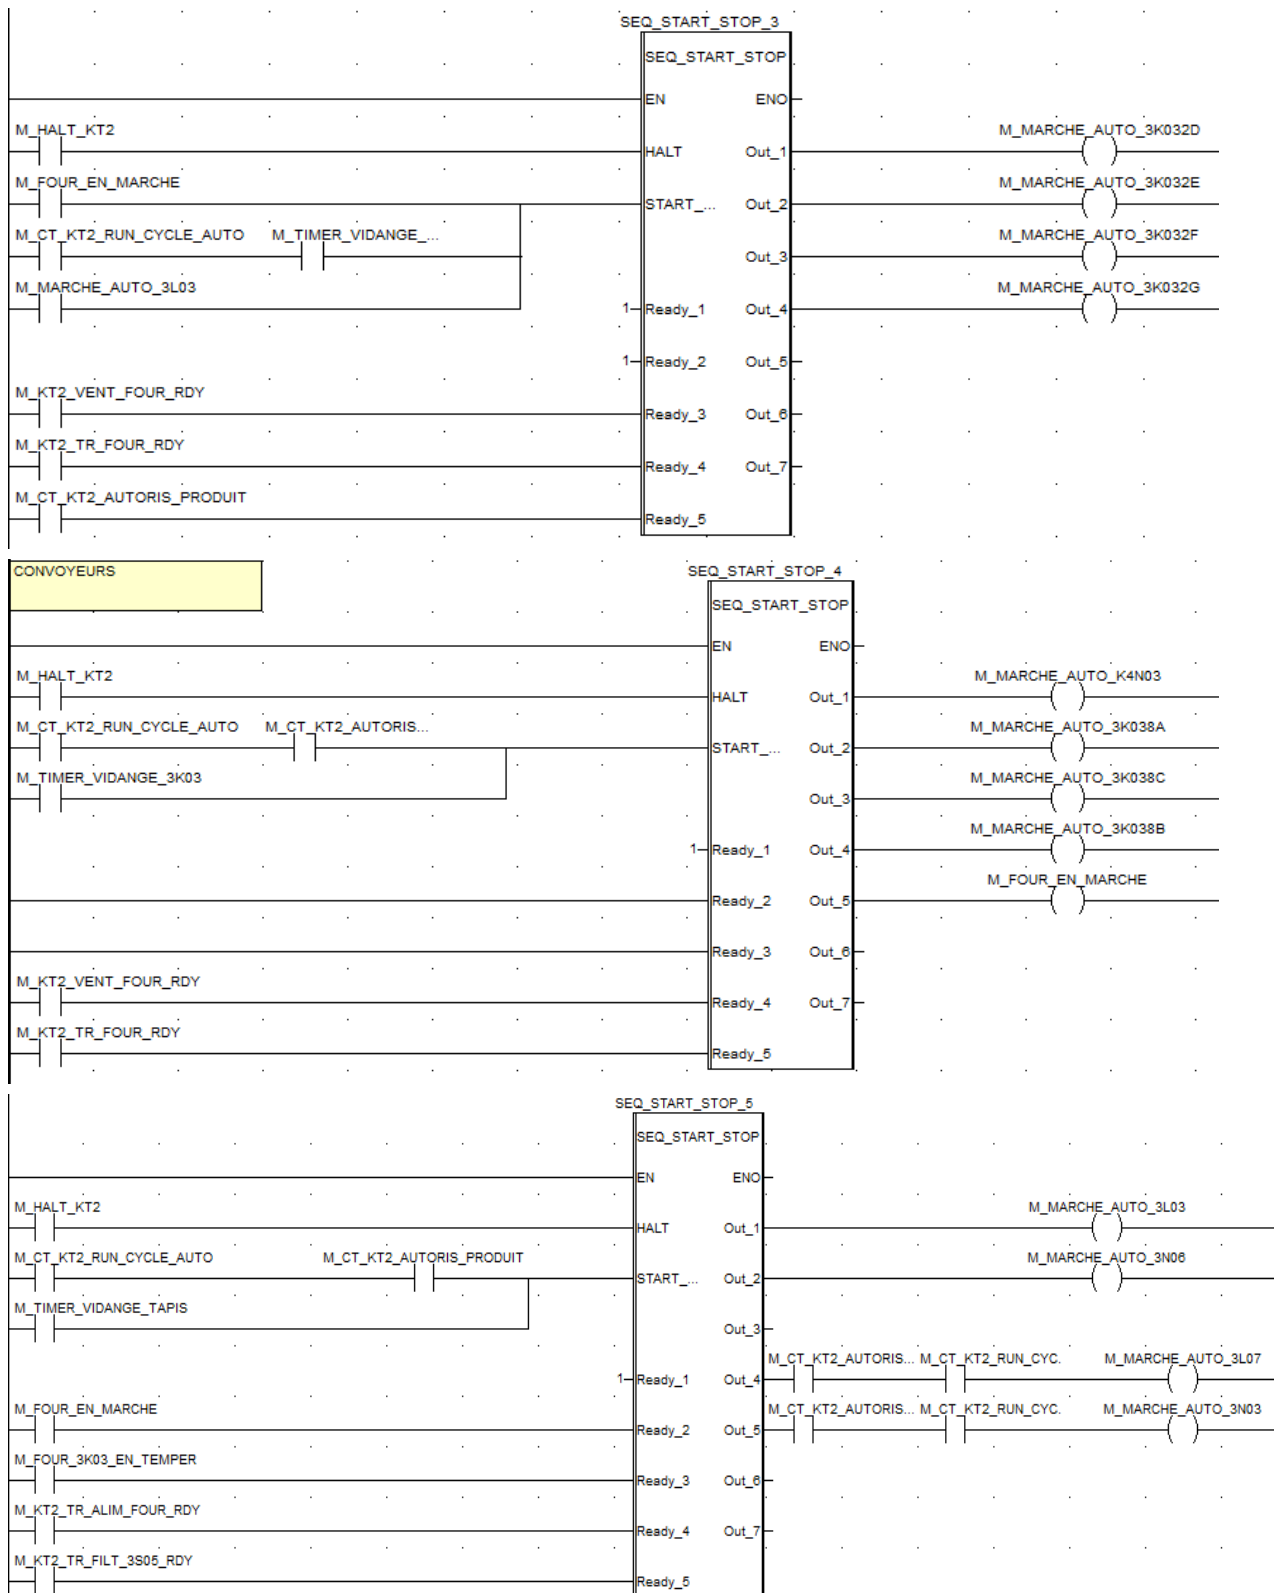 SEQ_START_STOP_3
SEQ_START_STOP
EN ENO
M_HALT_KT2 M_MARCHE_AUTO_3K032D
HALT Out_1
M_FOUR_EN_MARCHE M_MARCHE_AUTO_3K032E
START_... Out_2
M_CT_KT2_RUN_CYCLE_AUTO M_TIMER_VIDANGE_... M_MARCHE_AUTO_3K032F
Out_3
M_MARCHE_AUTO_3L03 M_MARCHE_AUTO_3K032G
1 Ready_1 Out_4
1 Ready_2 Out_5
M_KT2_VENT_FOUR_RDY
Ready_3 Out_6
M_KT2_TR_FOUR_RDY
Ready_4 Out_7
M_CT_KT2_AUTORIS_PRODUIT
Ready_5
CONVOYEURS SEQ_START_STOP_4
SEQ_START_STOP
EN ENO
M_HALT_KT2 M_MARCHE_AUTO_K4N03
HALT Out_1
M_CT_KT2_RUN_CYCLE_AUTO M_CT_KT2_AUTORIS... M_MARCHE_AUTO_3K038A
START_... Out_2
M_TIMER_VIDANGE_3K03 M_MARCHE_AUTO_3K038C
Out_3
M_MARCHE_AUTO_3K038B
1 Ready_1 Out_4
M_FOUR_EN_MARCHE
Ready_2 Out_5
Ready_3 Out_6
M_KT2_VENT_FOUR_RDY
Ready_4 Out_7
M_KT2_TR_FOUR_RDY
Ready_5
SEQ_START_STOP_5
SEQ_START_STOP
EN ENO
M_HALT_KT2 M_MARCHE_AUTO_3L03
HALT Out_1
M_CT_KT2_RUN_CYCLE_AUTO M_CT_KT2_AUTORIS_PRODUIT M_MARCHE_AUTO_3N06
START_... Out_2
M_TIMER_VIDANGE_TAPIS
Out_3
M_CT_KT2_AUTORIS... M_CT_KT2_RUN_CYC. M_MARCHE_AUTO_3L07
1 Ready_1 Out_4
M_FOUR_EN_MARCHE M_CT_KT2_AUTORIS... M_CT_KT2_RUN_CYC. M_MARCHE_AUTO_3N03
Ready_2 Out_5
M_FOUR_3K03_EN_TEMPER
Ready_3 Out_6
M_KT2_TR_ALIM_FOUR_RDY
Ready_4 Out_7
M_KT2_TR_FILT_3S05_RDY
Ready_5